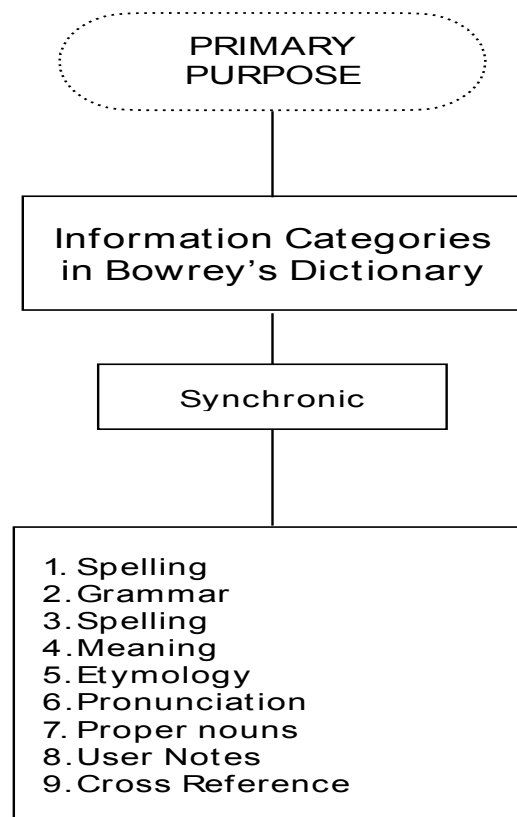 PRIMARY
PURPOSE
Information Categories
in Bowrey’s Dictionary
Synchronic
1. Spelling
2. Grammar
3. Spelling
4. Meaning
5. Etymology
6. Pronunciation
7. Proper nouns
8. User Notes
9. Cross Reference